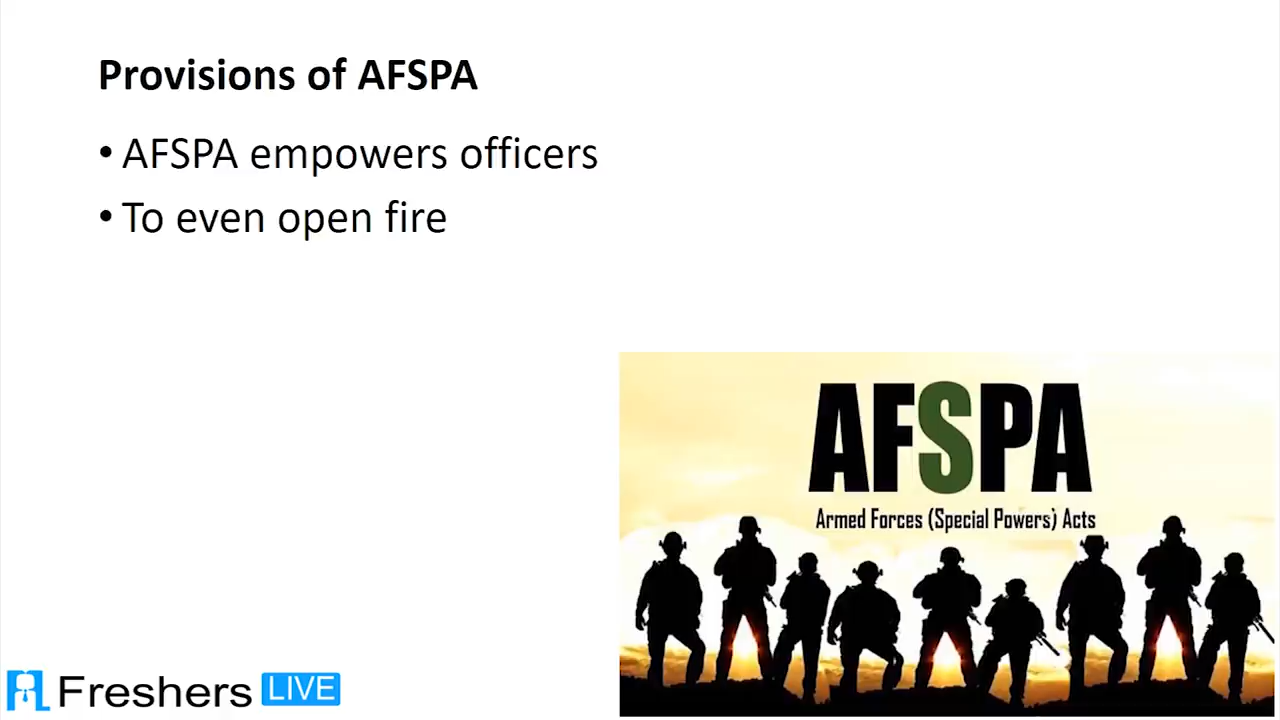 Provisions of AFSPA
• AFSPA empowers officers
• To even open fire
AFSPA
Armed Forces (Special Powers) Acts
Freshers LIVE